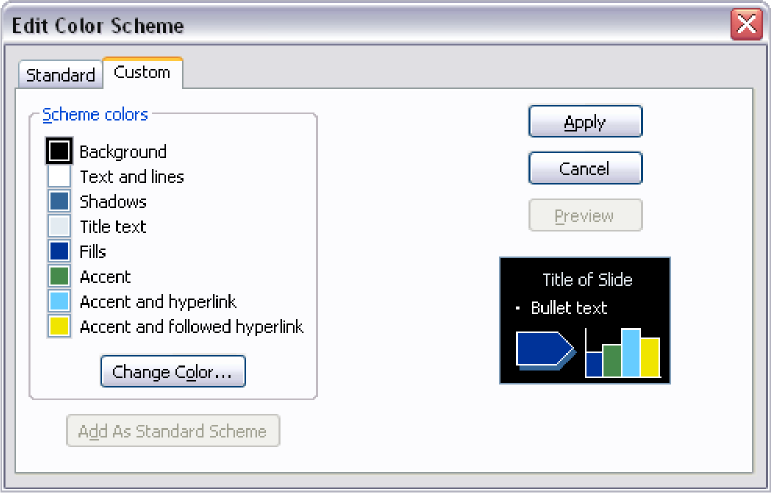 Edit Color Scheme
Standard
Custom
Scheme colors
Background
Text and lines
Shadows
Title text
Fills
Accent
Accent and hyperlink
Accent and followed hyperlink
Change Color...
Add As Standard Scheme
Apply
Cancel
Preview
Title of Slide
• Bullet text